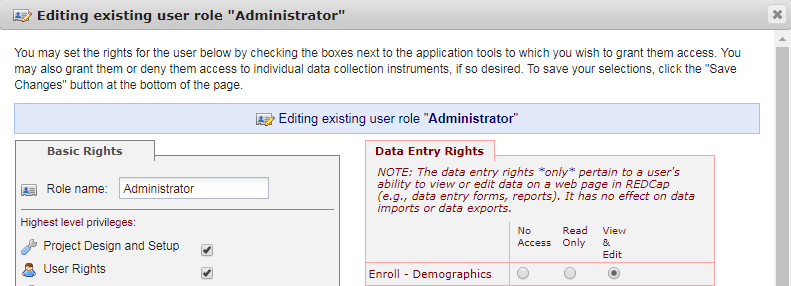 Editing existing user role "Administrator"
You may set the rights for the user below by checking the boxes next to the application tools to which you wish to grant them access. You
may also grant them or deny them access to individual data collection instruments, if so desired. To save your selections, click the "Save
Changes" button at the bottom of the page.
Editing existing user role "Administrator"
Basic Rights
Role name: Administrator
Highest level privileges:
Project Design and Setup
User Rights
Data Entry Rights
NOTE: The data entry rights *only* pertain to a user's
ability to view or edit data on a web page in REDCap
(e.g., data entry forms, reports). It has no effect on data
imports or data exports.
No Access
Read Only
View & Edit
Enroll - Demographics